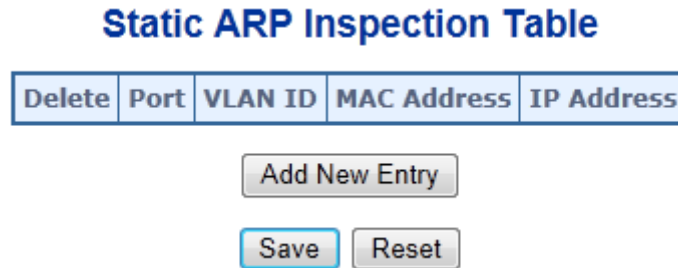 Static ARP Inspection Table
Delete Port VLAN ID MAC Address IP Address
Add New Entry
Save Reset